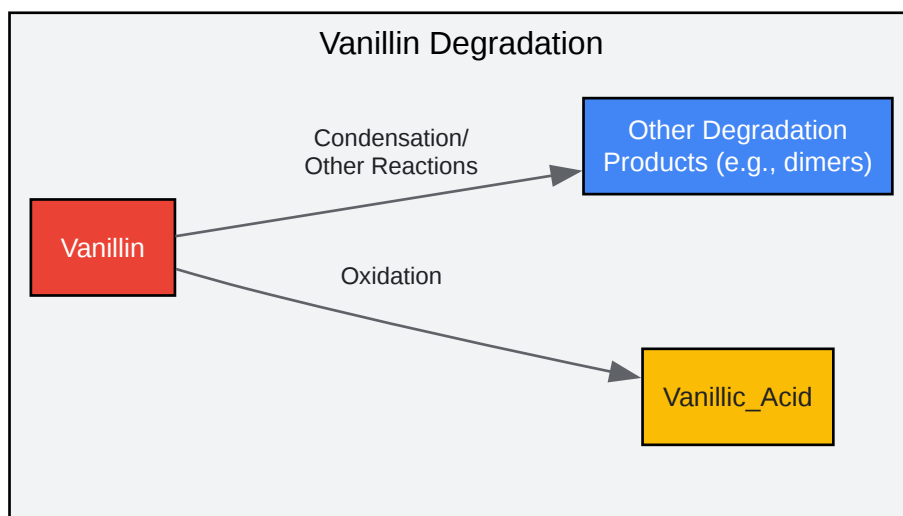 Vanillin Degradation
Condensation/
Other Reactions
Other Degradation
Products (e.g., dimers)
Vanillin
Oxidation
Vanillic_Acid